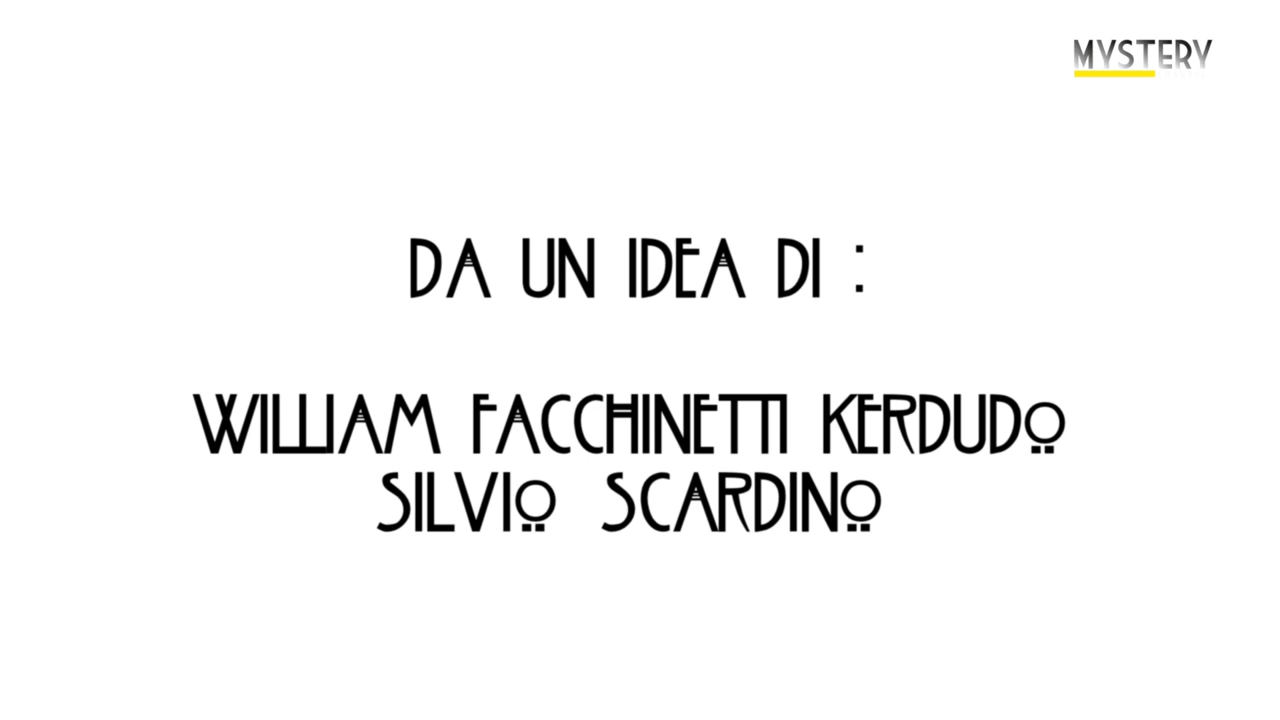 MYSTERY
DA UN IDEA DI :
WILLIAM FACCHINETTI KERDUDO
SILVIO SCARDINO